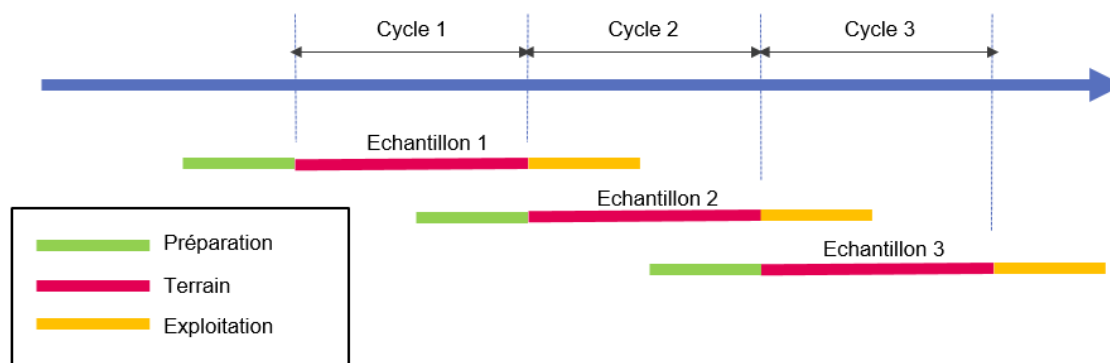 Cycle 1
Cycle 2
Cycle 3
Echantillon 1
Echantillon 2
Echantillon 3
Préparation
Terrain
Exploitation